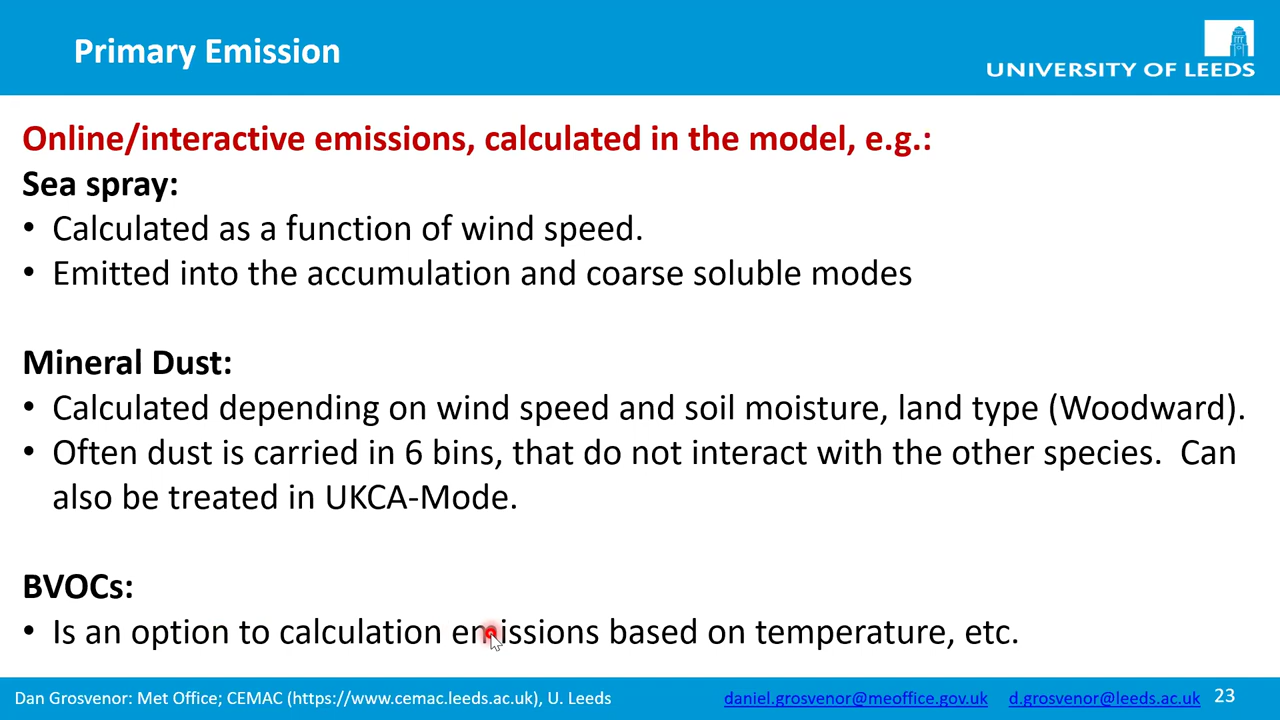 Primary Emission
UNIVERSITY OF LEEDS
Online/interactive emissions, calculated in the model, e.g.:
Sea spray:
• Calculated as a function of wind speed.
• Emitted into the accumulation and coarse soluble modes
Mineral Dust:
• Calculated depending on wind speed and soil moisture, land type (Woodward).
• Often dust is carried in 6 bins, that do not interact with the other species. Can
also be treated in UKCA-Mode.
BVOCs:
• Is an option to calculation emissions based on temperature, etc.
Dan Grosvenor: Met Office; CEMAC (https://www.cemac.leeds.ac.uk), U. Leeds daniel.grosvenor@meoffice.gov.uk d.grosvenor@leeds.ac.uk 23